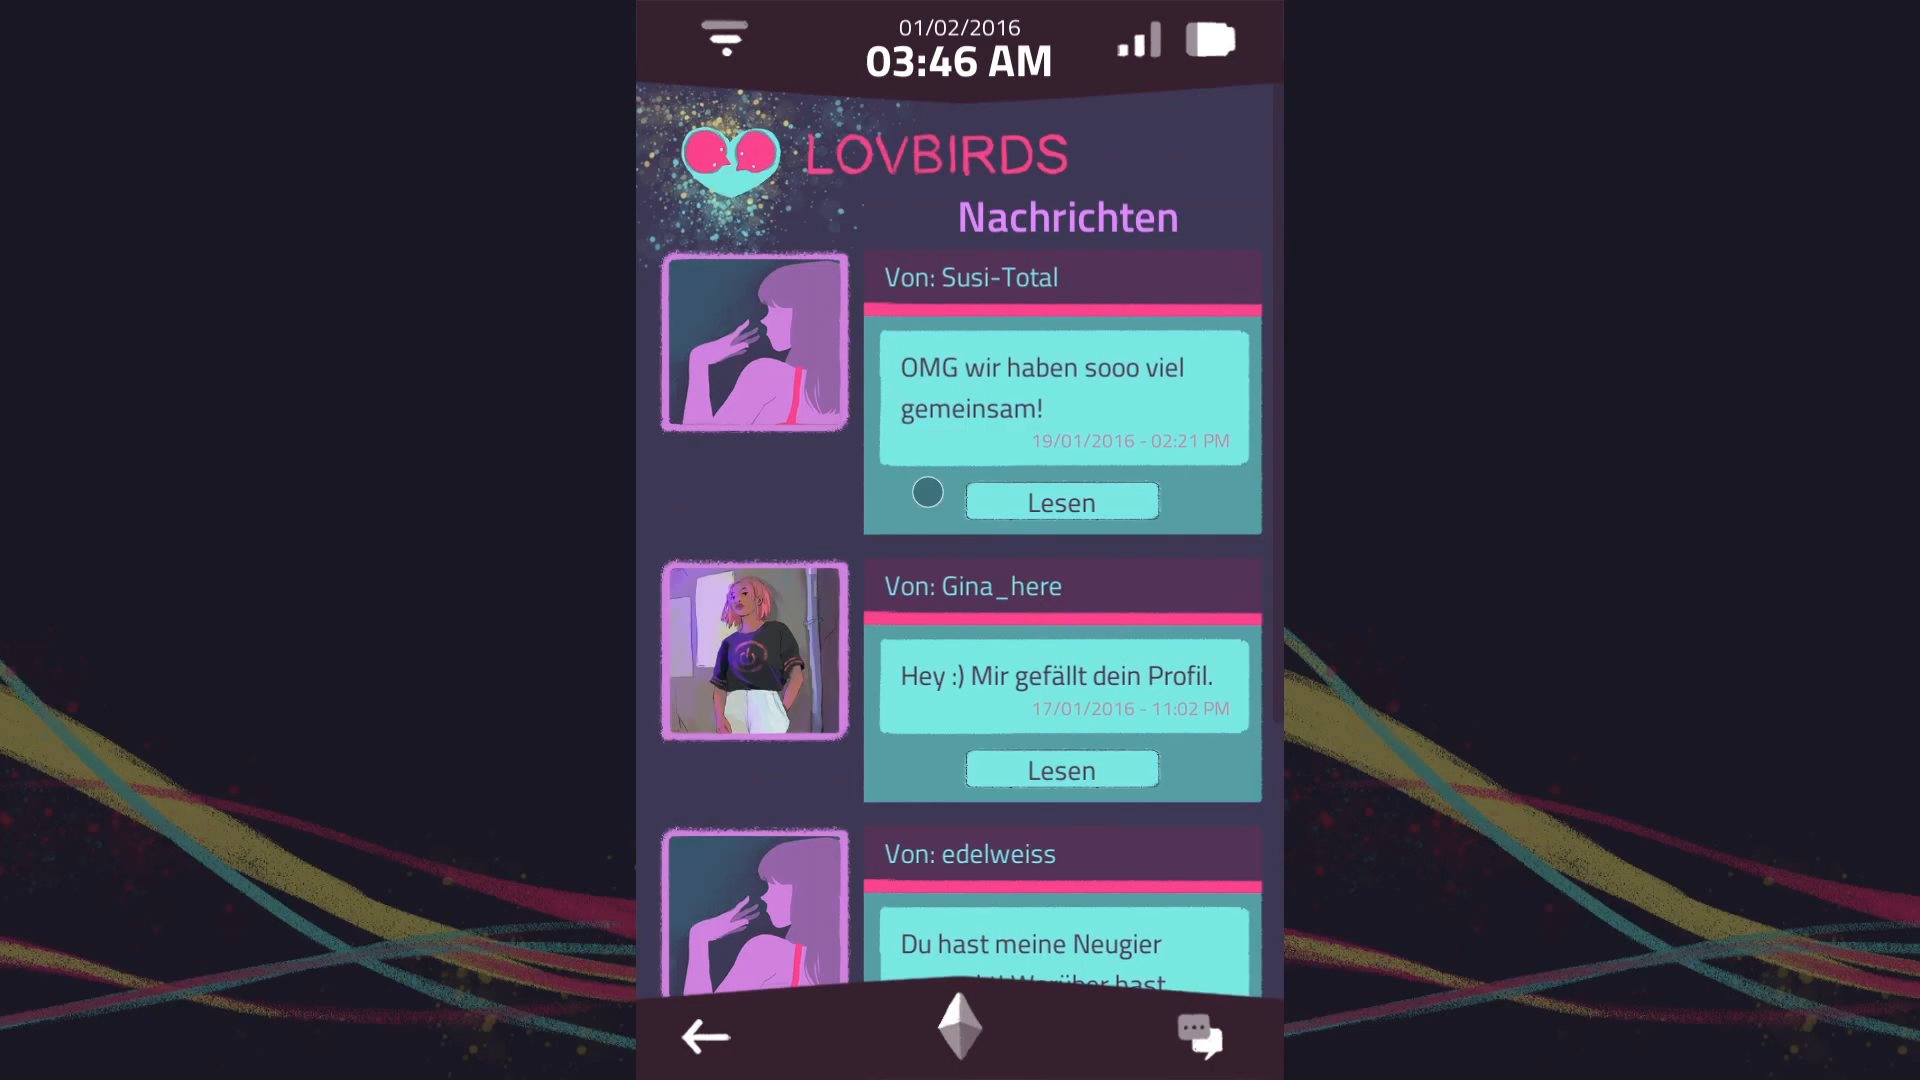 01/02/2016
03:46 AM
LOVBIRDS
Nachrichten
Von: Susi-Total
OMG wir haben sooo viel
gemeinsam!
19/01/2016 - 02:21 PM
Lesen
Von: Gina_here
Hey :) Mir gefällt dein Profil.
17/01/2016 - 11:02 PM
Lesen
Von: edelweiss
Du hast meine Neugier
Worüber hast